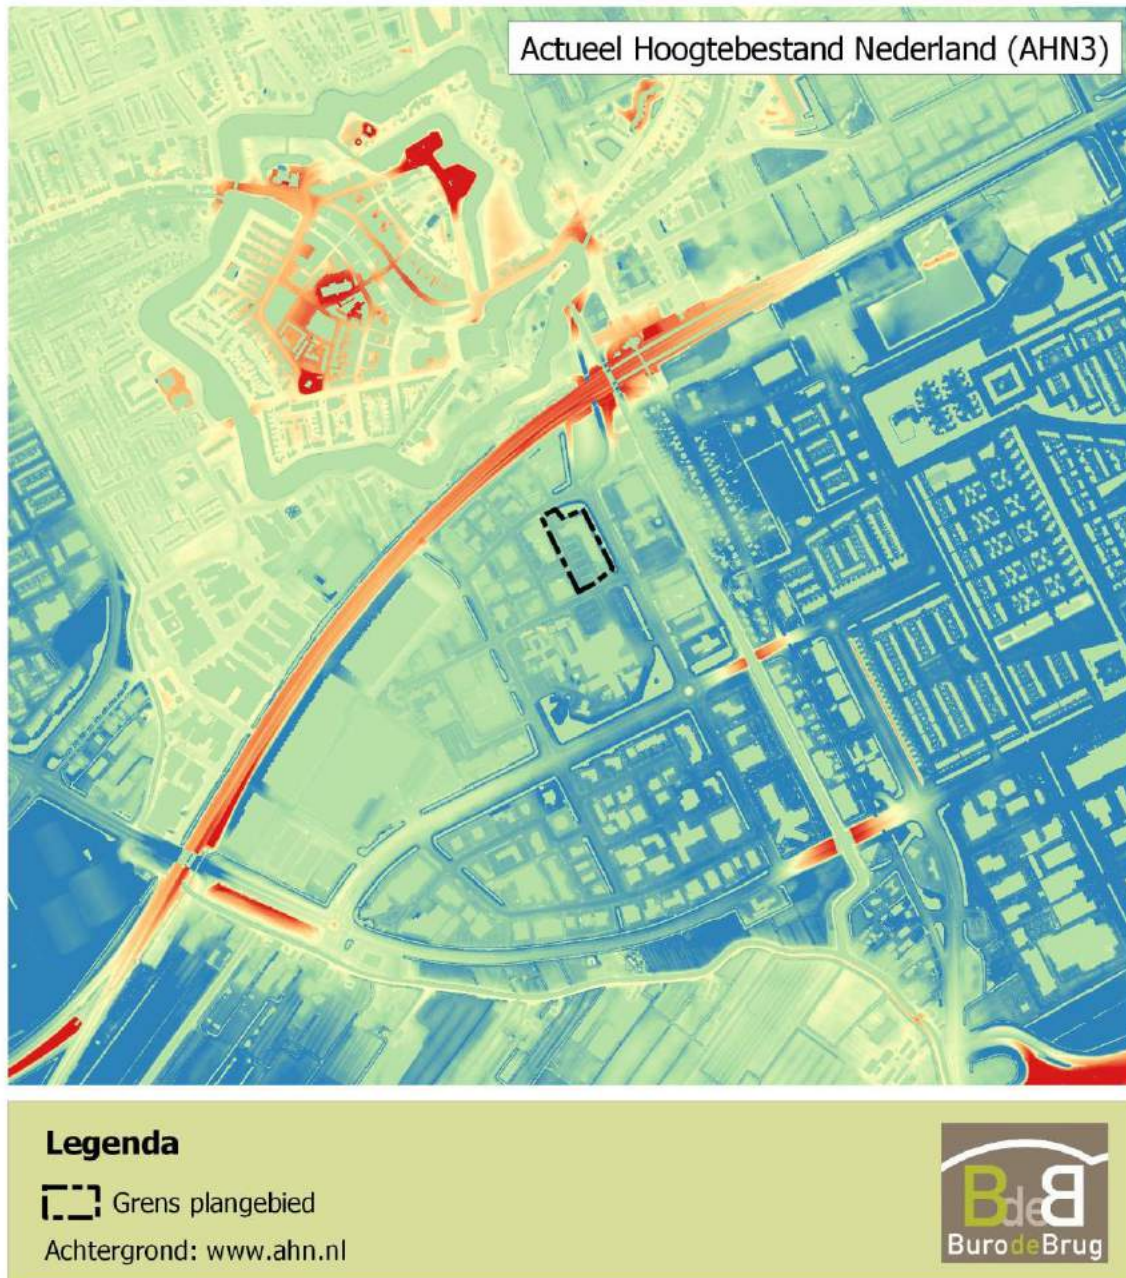 Actueel Hoogtebestand Nederland (AHN3)
Legenda
Grens plangebied
Achtergrond: www.ahn.nl
BdeB
BurodeBrug